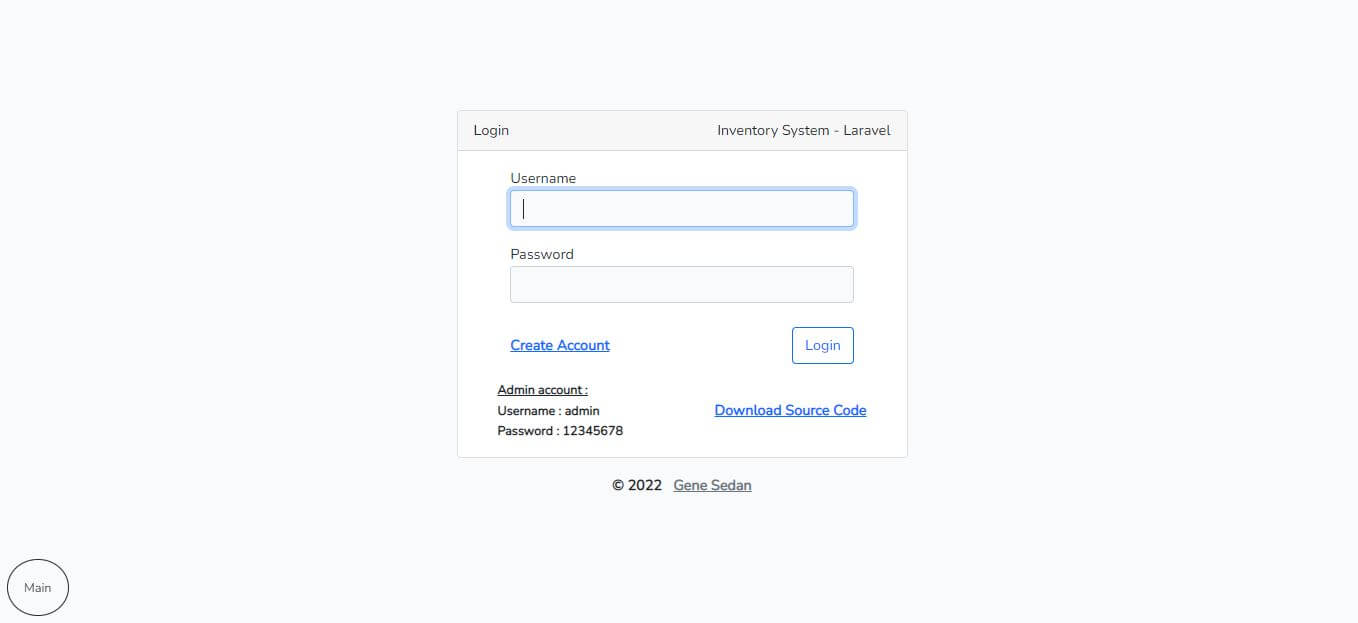 Login Inventory System - Laravel
Username
Password
Create Account Login
Admin account :
Username : admin
Download Source Code
Password : 12345678
© 2022 Gene Sedan
Main